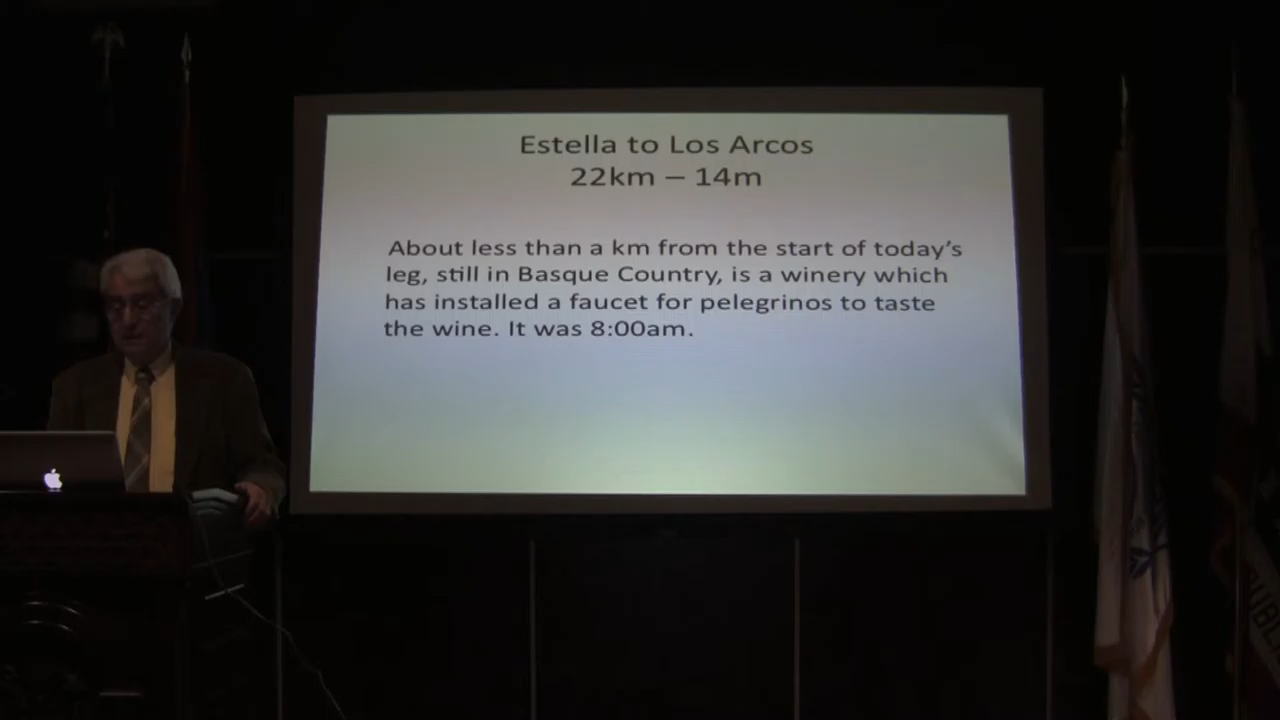 Estella to Los Arcos
22km – 14m
About less than a km from the start of today's
leg, still in Basque Country, is a winery which
has installed a faucet for pelegrinos to taste
the wine. It was 8:00am.